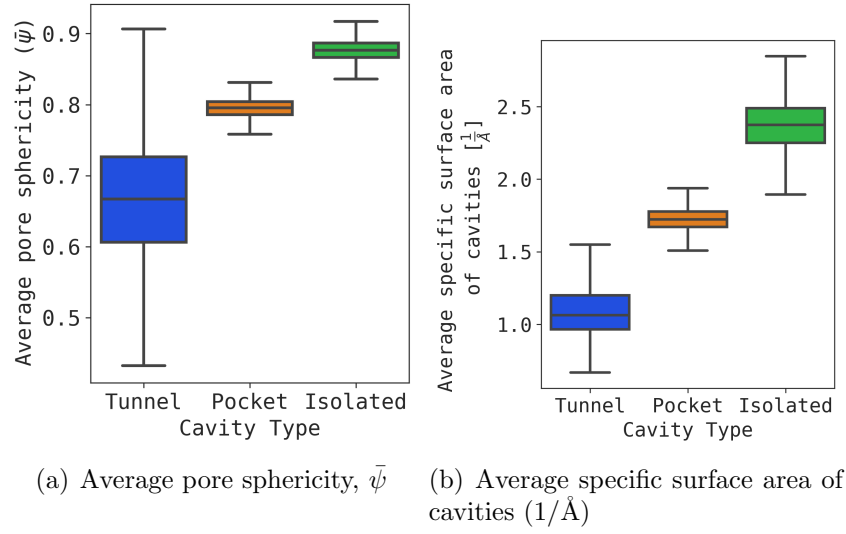 Average pore sphericity (ψ̄)
0.9
0.8
0.7
0.6
0.5
Tunnel Pocket Isolated
Cavity Type
(a) Average pore sphericity, ψ̄
Average specific surface area
of cavities [1/Å]
2.5
2.0
1.5
1.0
Tunnel Pocket Isolated
Cavity Type
(b) Average specific surface area of
cavities (1/Å)